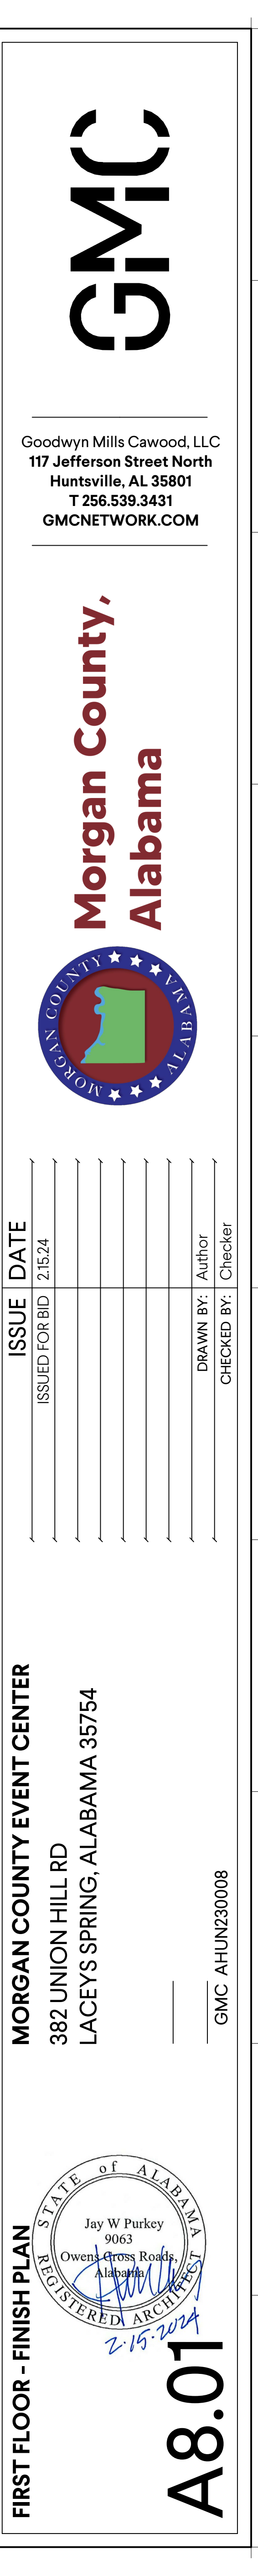 GMC
Goodwyn Mills Cawood, LLC
117 Jefferson Street North
Huntsville, AL 35801
T 256.539.3431
GMCNETWORK.COM
Morgan County,
Alabama
MORGAN COUNTY
ALABAMA
ISSUE DATE
ISSUED FOR BID 2.15.24
DRAWN BY: Author
CHECKED BY: Checker
MORGAN COUNTY EVENT CENTER
382 UNION HILL RD
LACEYS SPRING, ALABAMA 35754
GMC AHUN230008
STATE of ALABAMA
Jay W Purkey
9063
Owens Cross Roads,
Alabama
REGISTERED ARCHITECT
2.15.2024
FIRST FLOOR - FINISH PLAN
A8.01